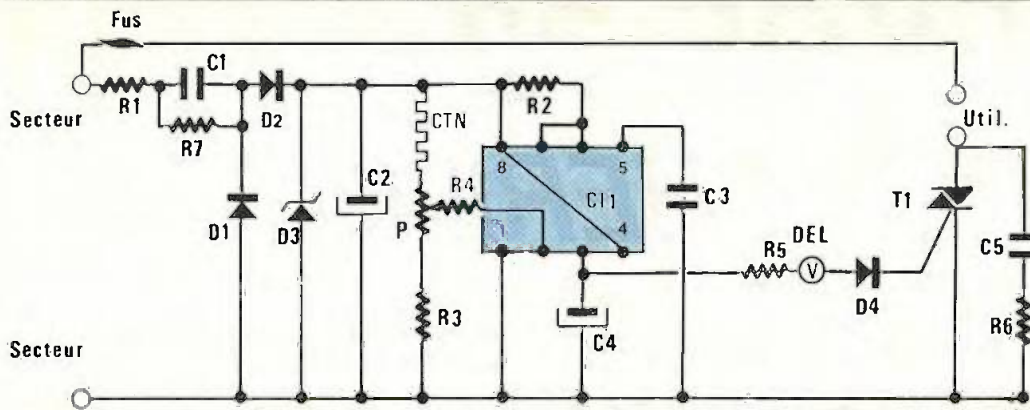 Fus
C1
R1
D2
R2
Secteur
R7
CTN
Util.
8
5
C2
R4
CI1
C3
T1
P
1
4
DEL
D1
D3
R5
V
C5
D4
R3
C4
R6
Secteur